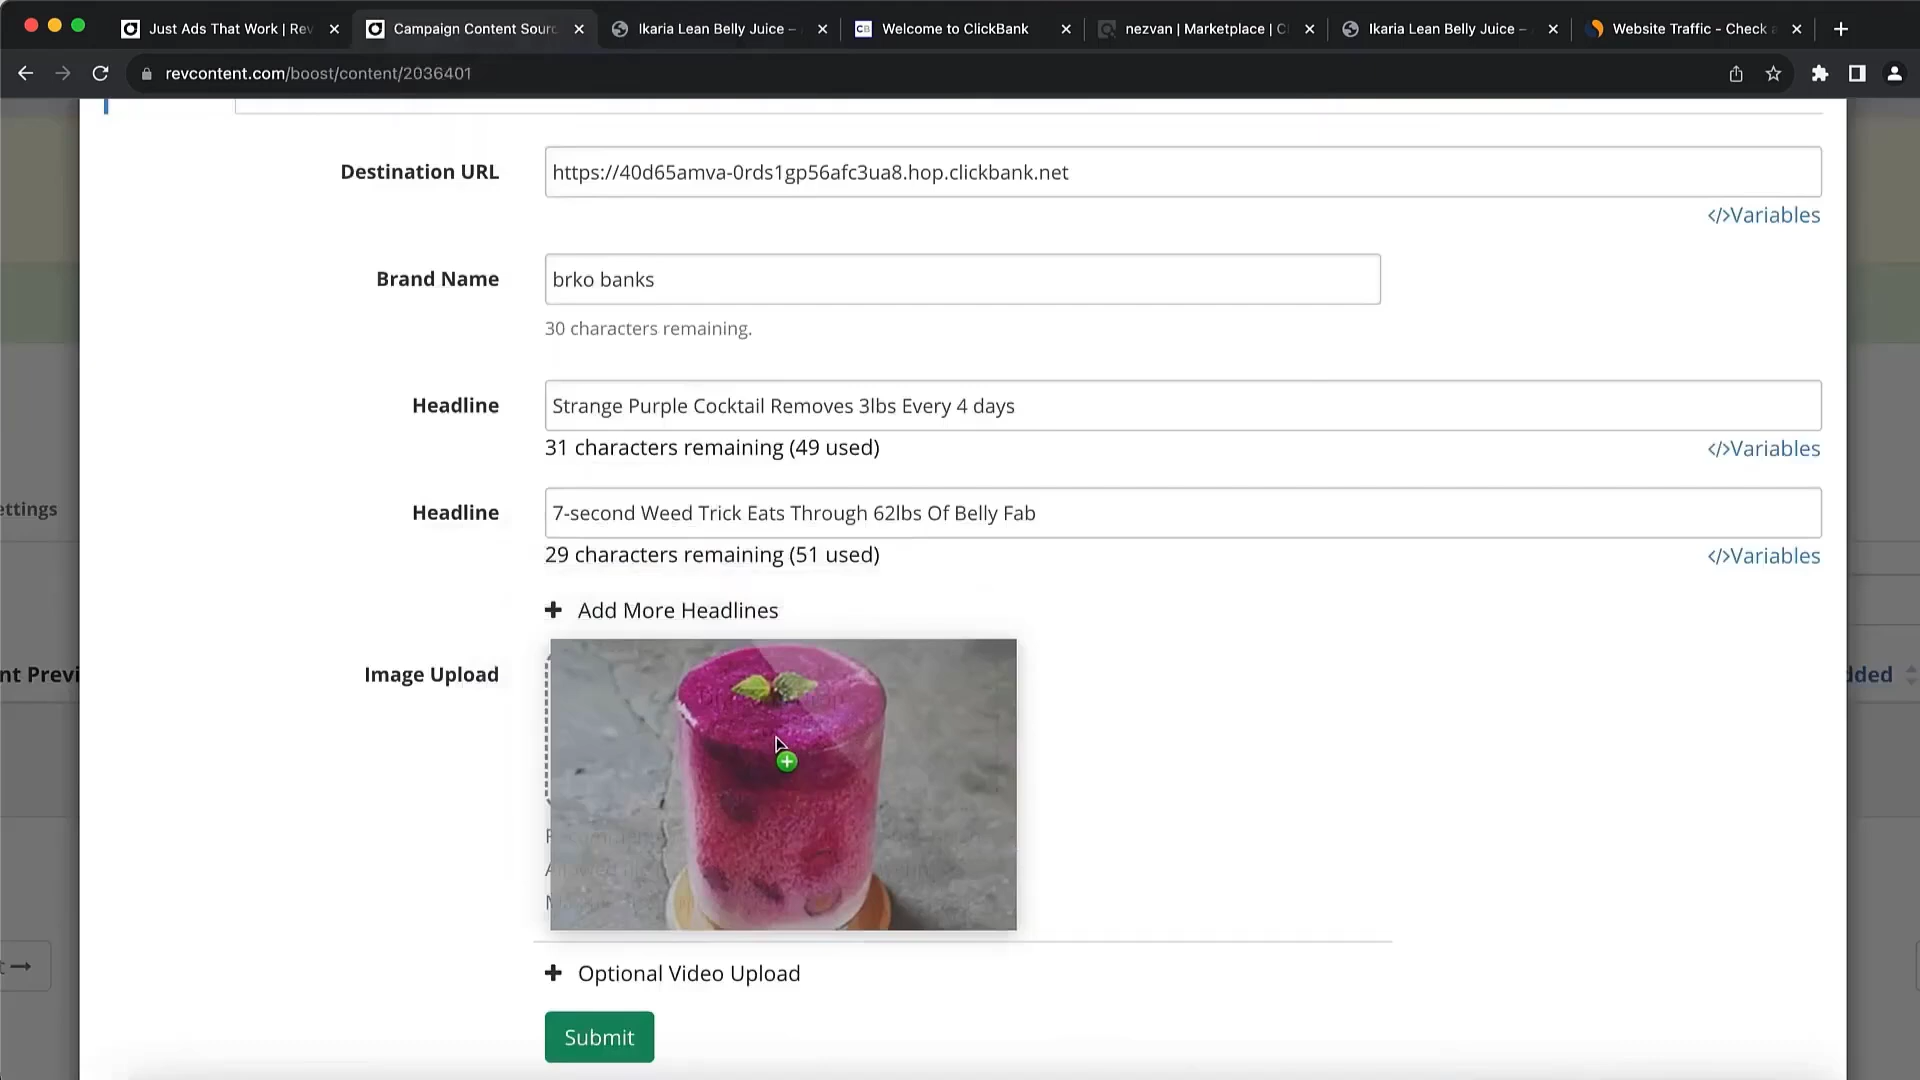 Just Ads That Work | Rev
Campaign Content Sourc
Ikaria Lean Belly Juice –
Welcome to ClickBank
nezvan | Marketplace | C
Ikaria Lean Belly Juice –
Website Traffic - Check
revcontent.com/boost/content/2036401
Destination URL
https://40d65amva-0rds1gp56afc3ua8.hop.clickbank.net
</>Variables
Brand Name
brko banks
30 characters remaining.
Headline
Strange Purple Cocktail Removes 3lbs Every 4 days
31 characters remaining (49 used)
</>Variables
Headline
7-second Weed Trick Eats Through 62lbs Of Belly Fab
29 characters remaining (51 used)
</>Variables
ettings
+ Add More Headlines
Image Upload
nt Previ
dded
+ Optional Video Upload
Submit